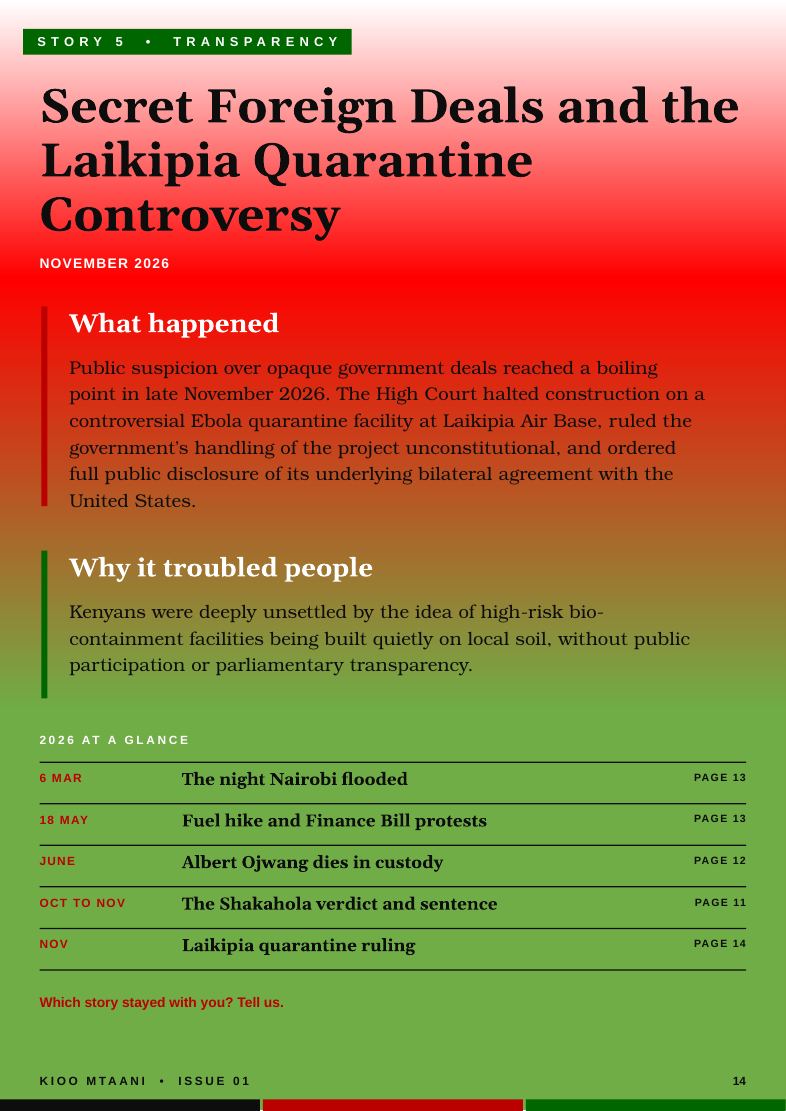 STORY 5 • TRANSPARENCY
Secret Foreign Deals and the
Laikipia Quarantine
Controversy
NOVEMBER 2026
What happened
Public suspicion over opaque government deals reached a boiling
point in late November 2026. The High Court halted construction on a
controversial Ebola quarantine facility at Laikipia Air Base, ruled the
government's handling of the project unconstitutional, and ordered
full public disclosure of its underlying bilateral agreement with the
United States.
Why it troubled people
Kenyans were deeply unsettled by the idea of high-risk bio-
containment facilities being built quietly on local soil, without public
participation or parliamentary transparency.
2026 AT A GLANCE
6 MAR The night Nairobi flooded PAGE 13
18 MAY Fuel hike and Finance Bill protests PAGE 13
JUNE Albert Ojwang dies in custody PAGE 12
OCT TO NOV The Shakahola verdict and sentence PAGE 11
NOV Laikipia quarantine ruling PAGE 14
Which story stayed with you? Tell us.
KIOO MTAANI • ISSUE 01 14